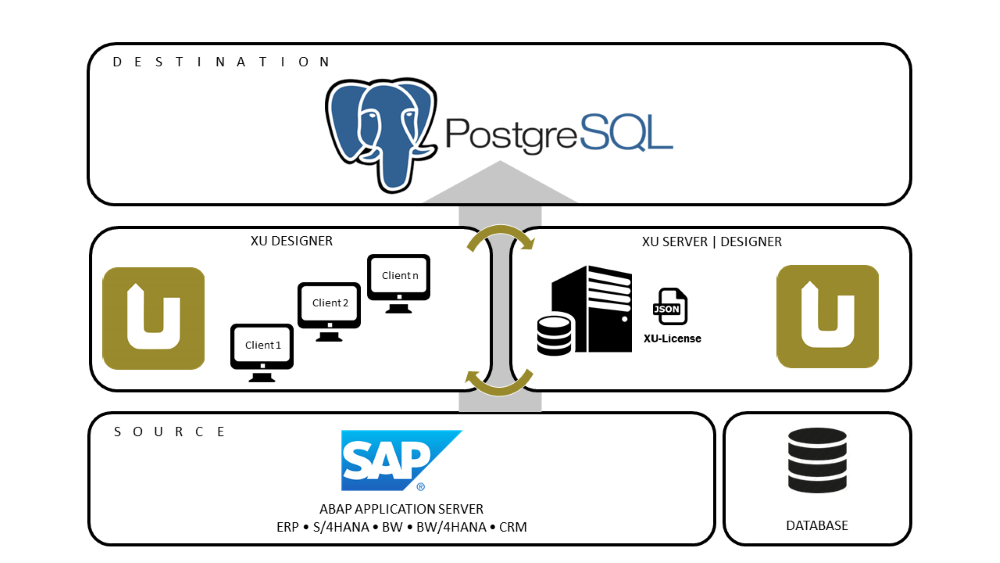 DESTINATION
PostgreSQL
XU DESIGNER
Client 1
Client 2
Client n
XU SERVER | DESIGNER
JSON
XU-License
SOURCE
SAP®
ABAP APPLICATION SERVER
ERP • S/4HANA • BW • BW/4HANA • CRM
DATABASE